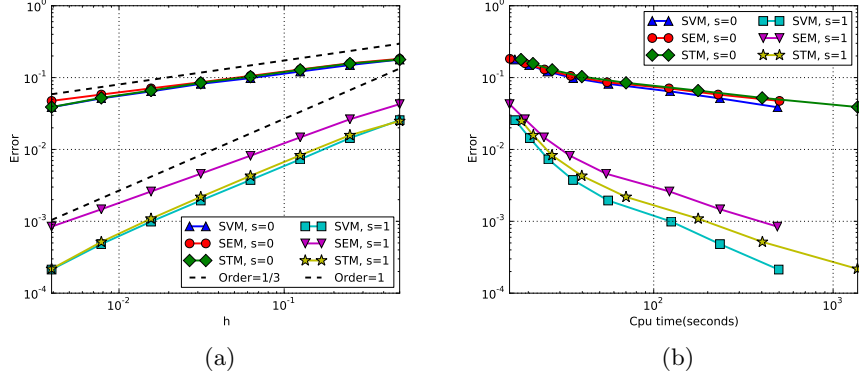 10^0
10^-1
10^-2
10^-3
10^-4
Error
10^-2
10^-1
h
SVM, s=0
SEM, s=0
STM, s=0
Order=1/3
SVM, s=1
SEM, s=1
STM, s=1
Order=1
(a)
10^0
10^-1
10^-2
10^-3
10^-4
Error
10^2
10^3
Cpu time(seconds)
SVM, s=0
SEM, s=0
STM, s=0
SVM, s=1
SEM, s=1
STM, s=1
(b)